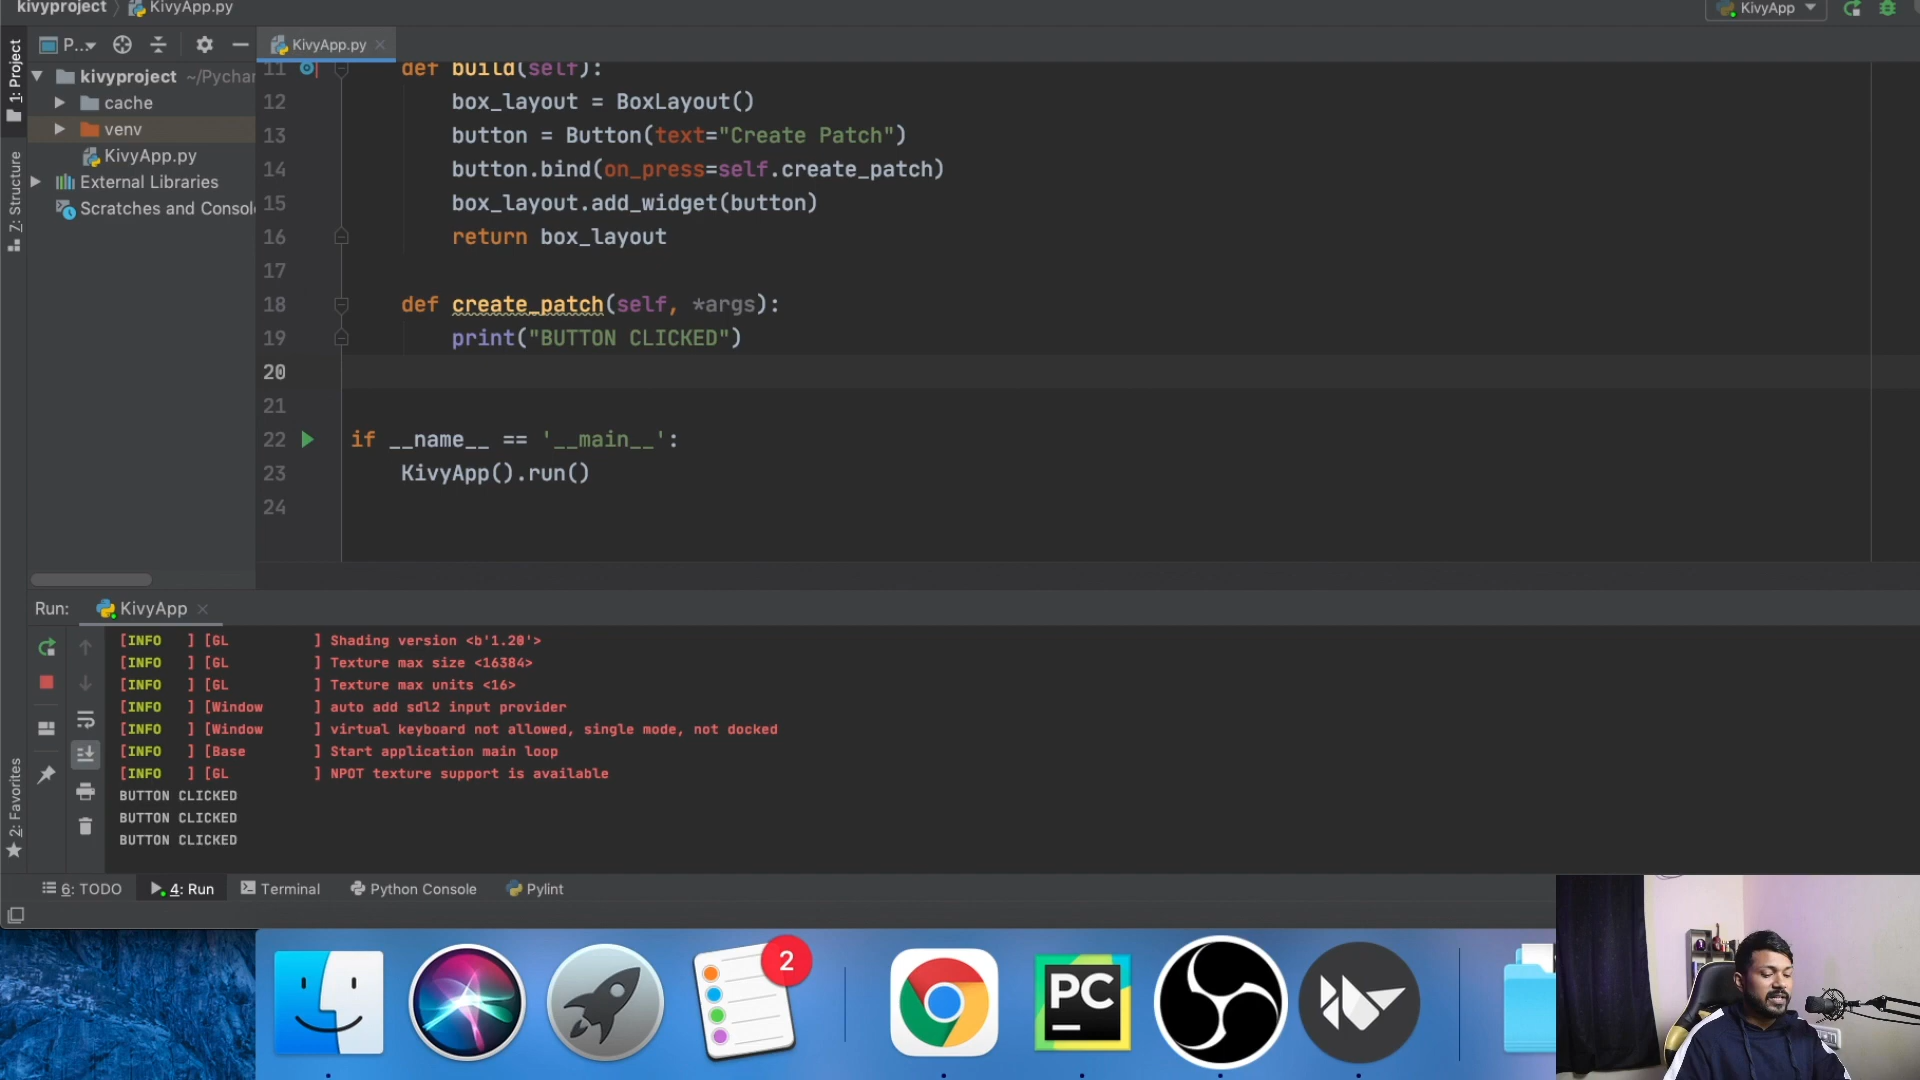 kivyproject KivyApp.py KivyApp
P.. KivyApp.py
1: Project
kivyproject ~/Pychar
cache
venv
KivyApp.py
External Libraries
Scratches and Consol
7: Structure
11 def build(self):
12 box_layout = BoxLayout()
13 button = Button(text="Create Patch")
14 button.bind(on_press=self.create_patch)
15 box_layout.add_widget(button)
16 return box_layout
17
18 def create_patch(self, *args):
19 print("BUTTON CLICKED")
20
21
22 if __name__ == '__main__':
23 KivyApp().run()
24
Run: KivyApp
[INFO ] [GL ] Shading version <b'1.20'>
[INFO ] [GL ] Texture max size <16384>
[INFO ] [GL ] Texture max units <16>
[INFO ] [Window ] auto add sdl2 input provider
[INFO ] [Window ] virtual keyboard not allowed, single mode, not docked
[INFO ] [Base ] Start application main loop
[INFO ] [GL ] NPOT texture support is available
BUTTON CLICKED
BUTTON CLICKED
BUTTON CLICKED
2: Favorites
6: TODO 4: Run Terminal Python Console Pylint
2
PC